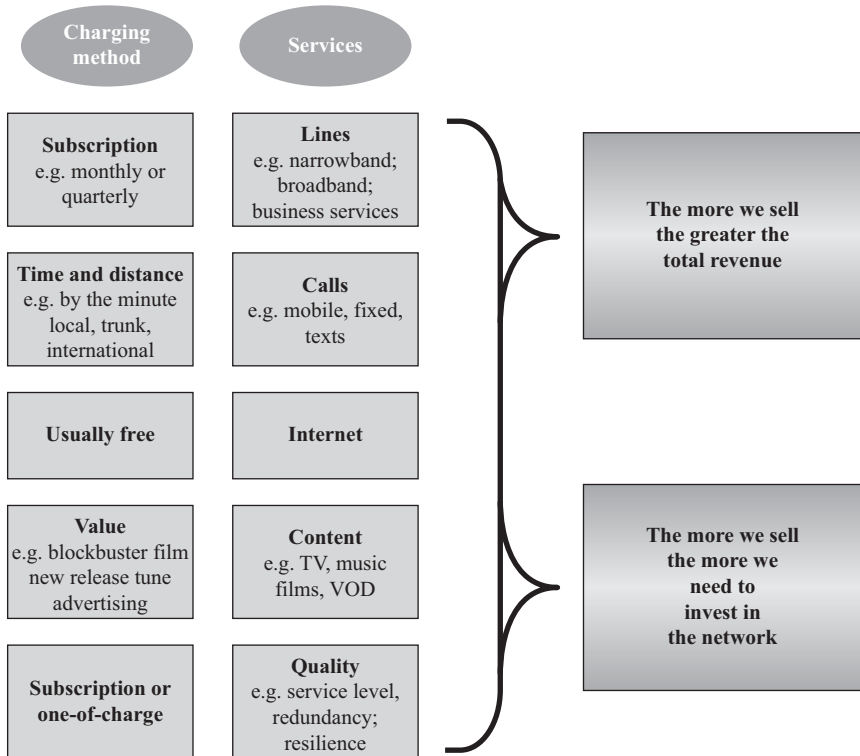 Charging
method
Services
Subscription
e.g. monthly or
quarterly
Lines
e.g. narrowband;
broadband;
business services
Time and distance
e.g. by the minute
local, trunk,
international
Calls
e.g. mobile, fixed,
texts
Usually free
Internet
Value
e.g. blockbuster film
new release tune
advertising
Content
e.g. TV, music
films, VOD
Subscription or
one-of-charge
Quality
e.g. service level,
redundancy;
resilience
The more we sell
the greater the
total revenue
The more we sell
the more we
need to
invest in
the network